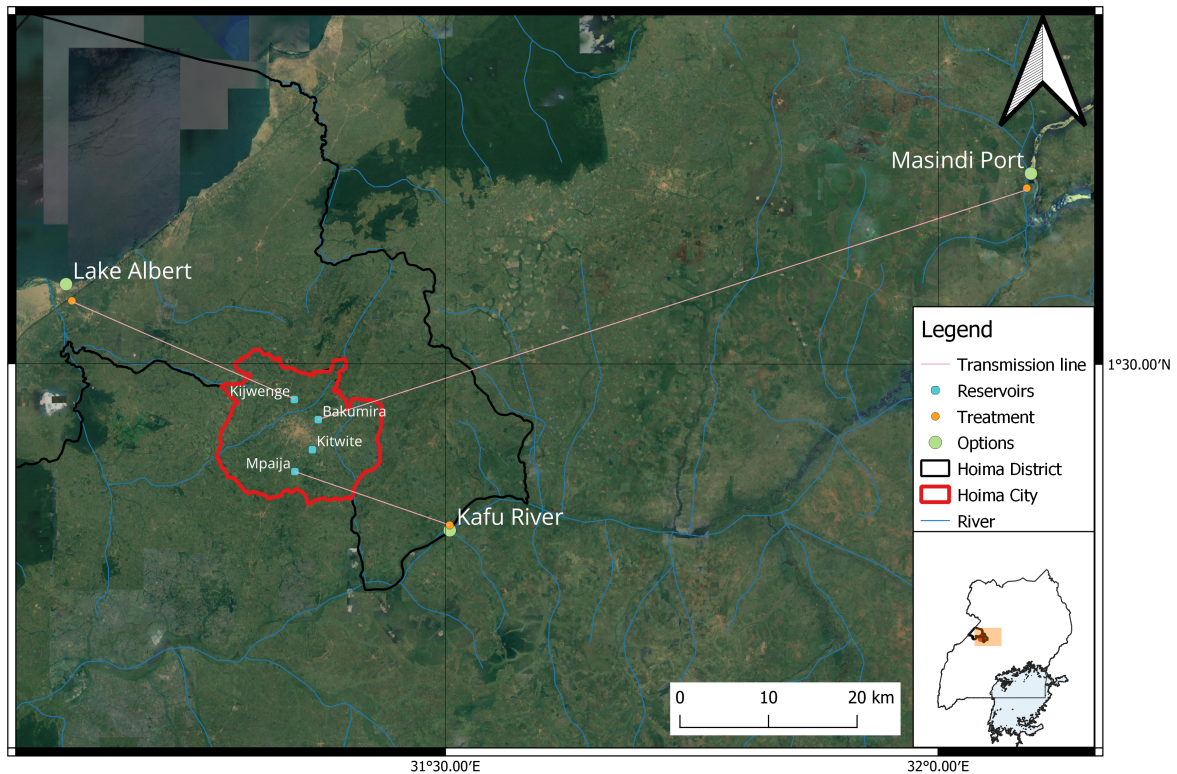 Masindi Port
Lake Albert
Kijwenge
Bakumira
Kitwite
Mpaija
Kafu River
Legend
Transmission line
Reservoirs
Treatment
Options
Hoima District
Hoima City
River
0 10 20 km
1°30.00′N
31°30.00′E 32°0.00′E